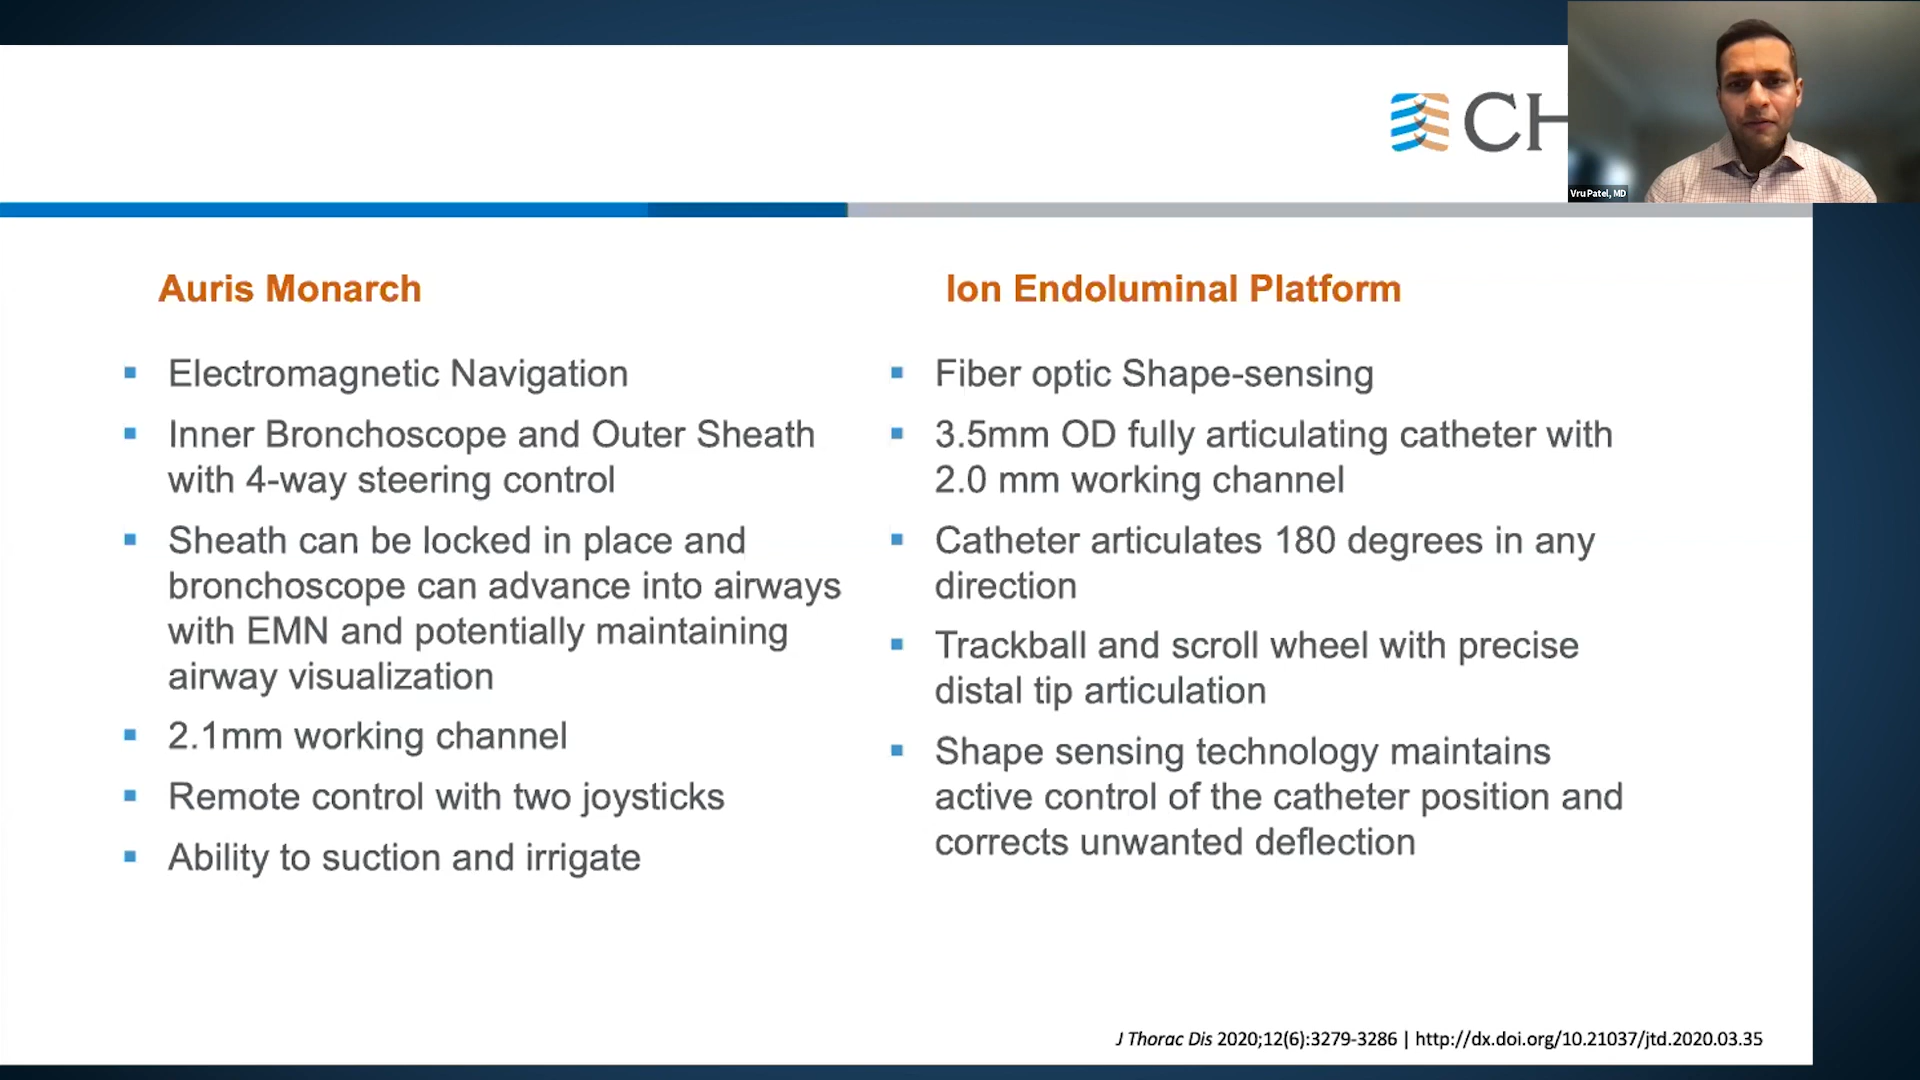 CH
Vru Patel, MD
Auris Monarch
Electromagnetic Navigation
Inner Bronchoscope and Outer Sheath
with 4-way steering control
Sheath can be locked in place and
bronchoscope can advance into airways
with EMN and potentially maintaining
airway visualization
2.1mm working channel
Remote control with two joysticks
Ability to suction and irrigate
Ion Endoluminal Platform
Fiber optic Shape-sensing
3.5mm OD fully articulating catheter with
2.0 mm working channel
Catheter articulates 180 degrees in any
direction
Trackball and scroll wheel with precise
distal tip articulation
Shape sensing technology maintains
active control of the catheter position and
corrects unwanted deflection
J Thorac Dis 2020;12(6):3279-3286 | http://dx.doi.org/10.21037/jtd.2020.03.35